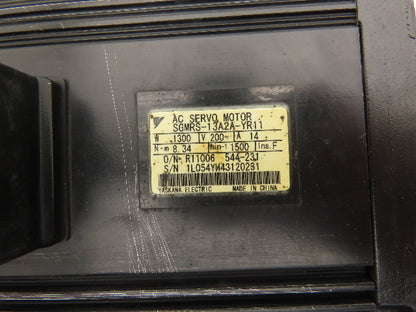 AC SERVO MOTOR
SGMRS-13A2A-YR11
W 1300 V 200~ A 14
N·m 8.34 min-1 1500 Ins.F
O/N R11006 544-23J
S/N 1L054YM43120281
YASKAWA ELECTRIC MADE IN CHINA